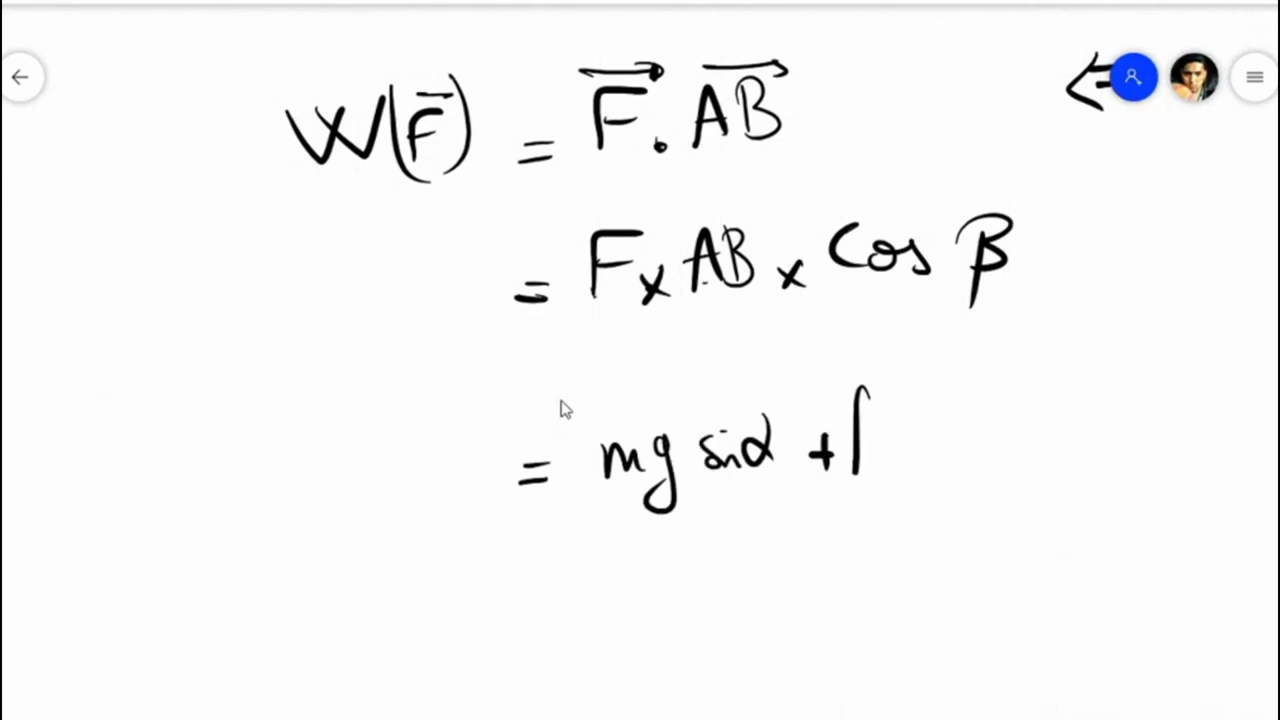 W(F̅) = F⃗ . AB⃗
= F x AB x Cos β
= mg sinα +